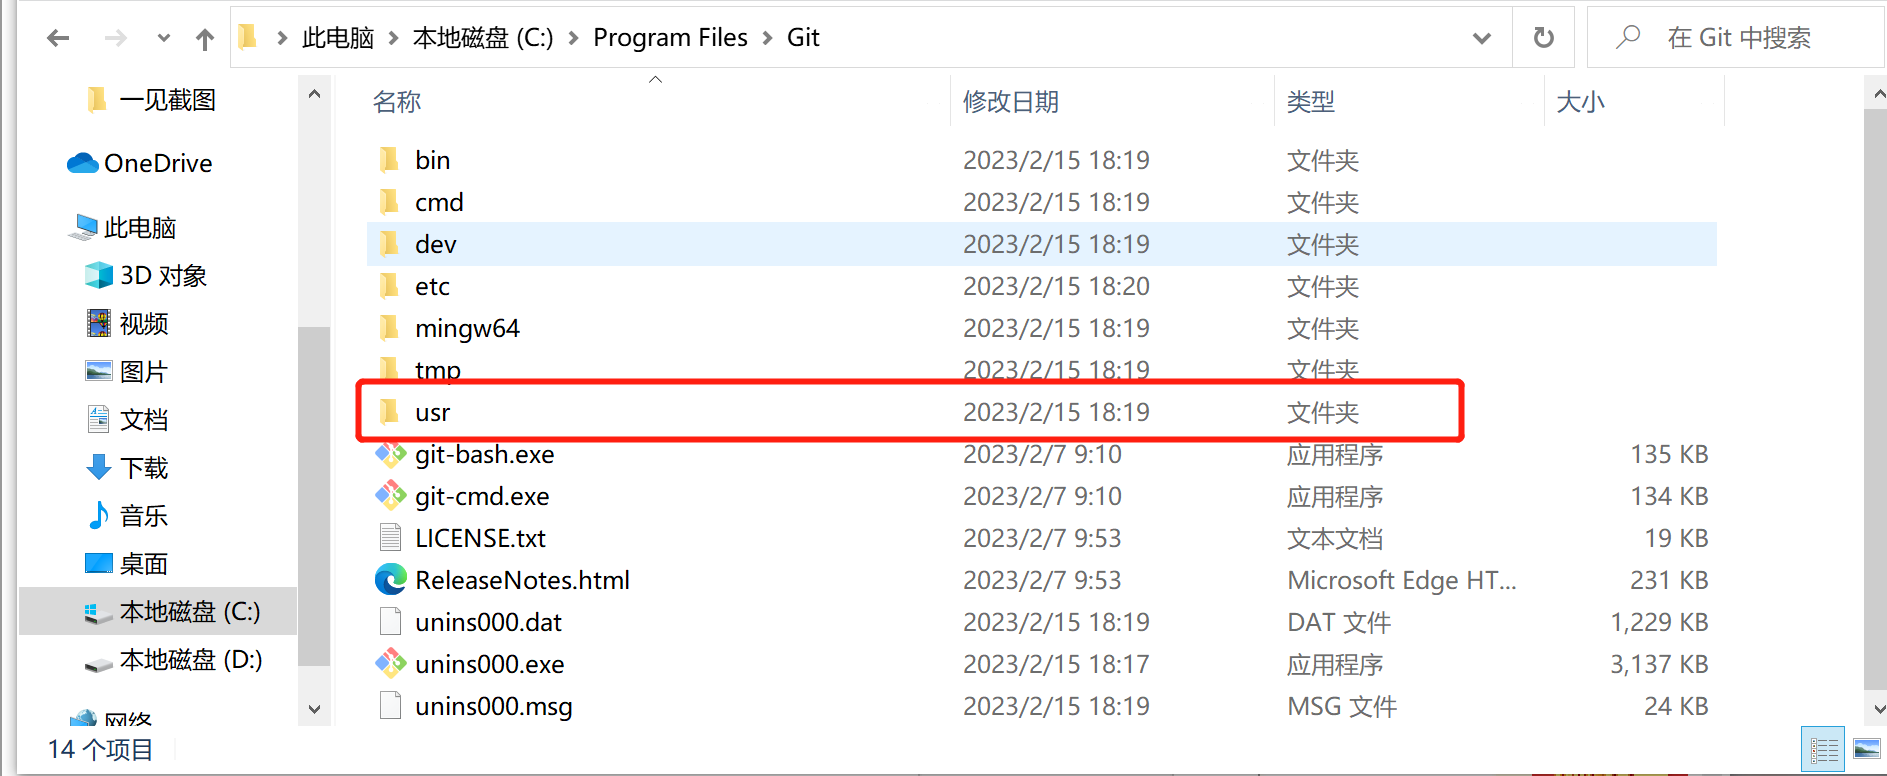 此电脑 本地磁盘 (C:) Program Files Git 在 Git 中搜索
一见截图
OneDrive
此电脑
3D 对象
视频
图片
文档
下载
音乐
桌面
本地磁盘 (C:)
本地磁盘 (D:)
网络
名称 修改日期 类型 大小
bin 2023/2/15 18:19 文件夹
cmd 2023/2/15 18:19 文件夹
dev 2023/2/15 18:19 文件夹
etc 2023/2/15 18:20 文件夹
mingw64 2023/2/15 18:19 文件夹
tmp 2023/2/15 18:19 文件夹
usr 2023/2/15 18:19 文件夹
git-bash.exe 2023/2/7 9:10 应用程序 135 KB
git-cmd.exe 2023/2/7 9:10 应用程序 134 KB
LICENSE.txt 2023/2/7 9:53 文本文档 19 KB
ReleaseNotes.html 2023/2/7 9:53 Microsoft Edge HT... 231 KB
unins000.dat 2023/2/15 18:19 DAT 文件 1,229 KB
unins000.exe 2023/2/15 18:17 应用程序 3,137 KB
unins000.msg 2023/2/15 18:19 MSG 文件 24 KB
14 个项目